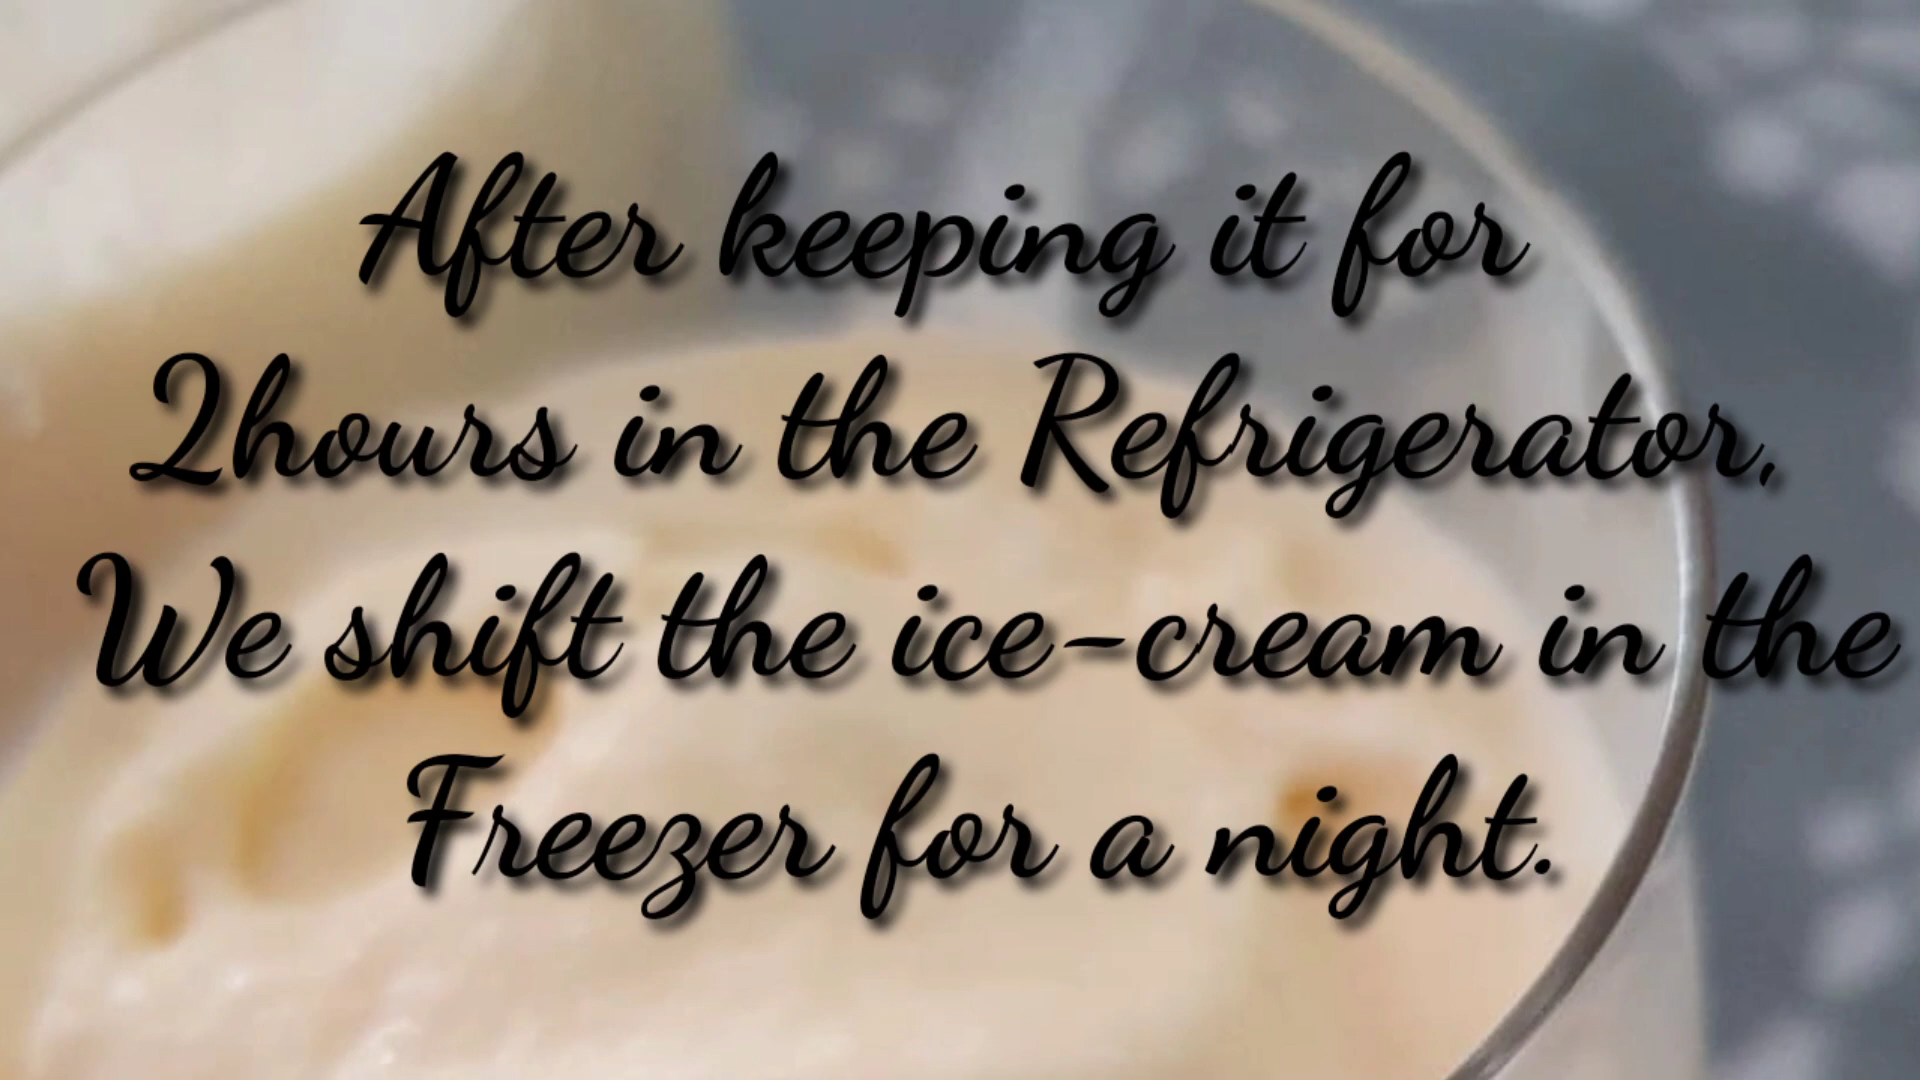 After keeping it for
2hours in the Refrigerator,
We shift the ice-cream in the
Freezer for a night.